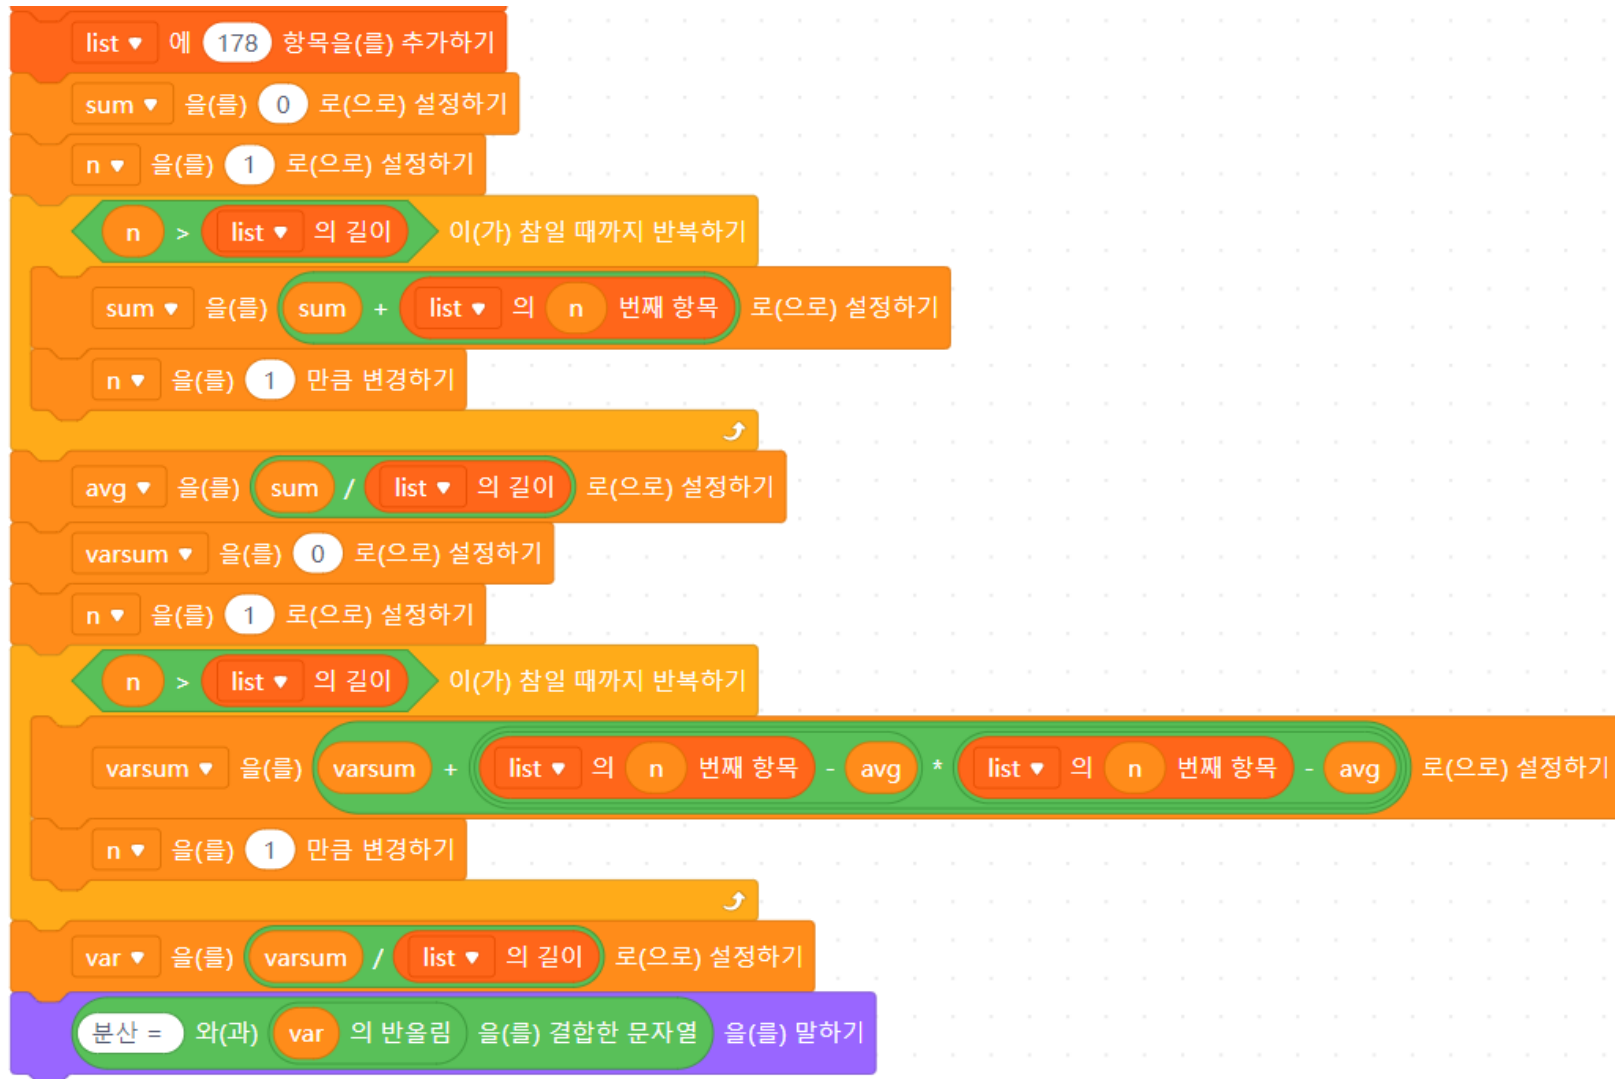 list 에 178 항목을(를) 추가하기
sum 을(를) 0 로(으로) 설정하기
n 을(를) 1 로(으로) 설정하기
n > list 의 길이 이(가) 참일 때까지 반복하기
sum 을(를) sum + list 의 n 번째 항목 로(으로) 설정하기
n 을(를) 1 만큼 변경하기
avg 을(를) sum / list 의 길이 로(으로) 설정하기
varsum 을(를) 0 로(으로) 설정하기
n 을(를) 1 로(으로) 설정하기
n > list 의 길이 이(가) 참일 때까지 반복하기
varsum 을(를) varsum + list 의 n 번째 항목 - avg * list 의 n 번째 항목 - avg 로(으로) 설정하기
n 을(를) 1 만큼 변경하기
var 을(를) varsum / list 의 길이 로(으로) 설정하기
분산 = 와(과) var 의 반올림 을(를) 결합한 문자열 을(를) 말하기